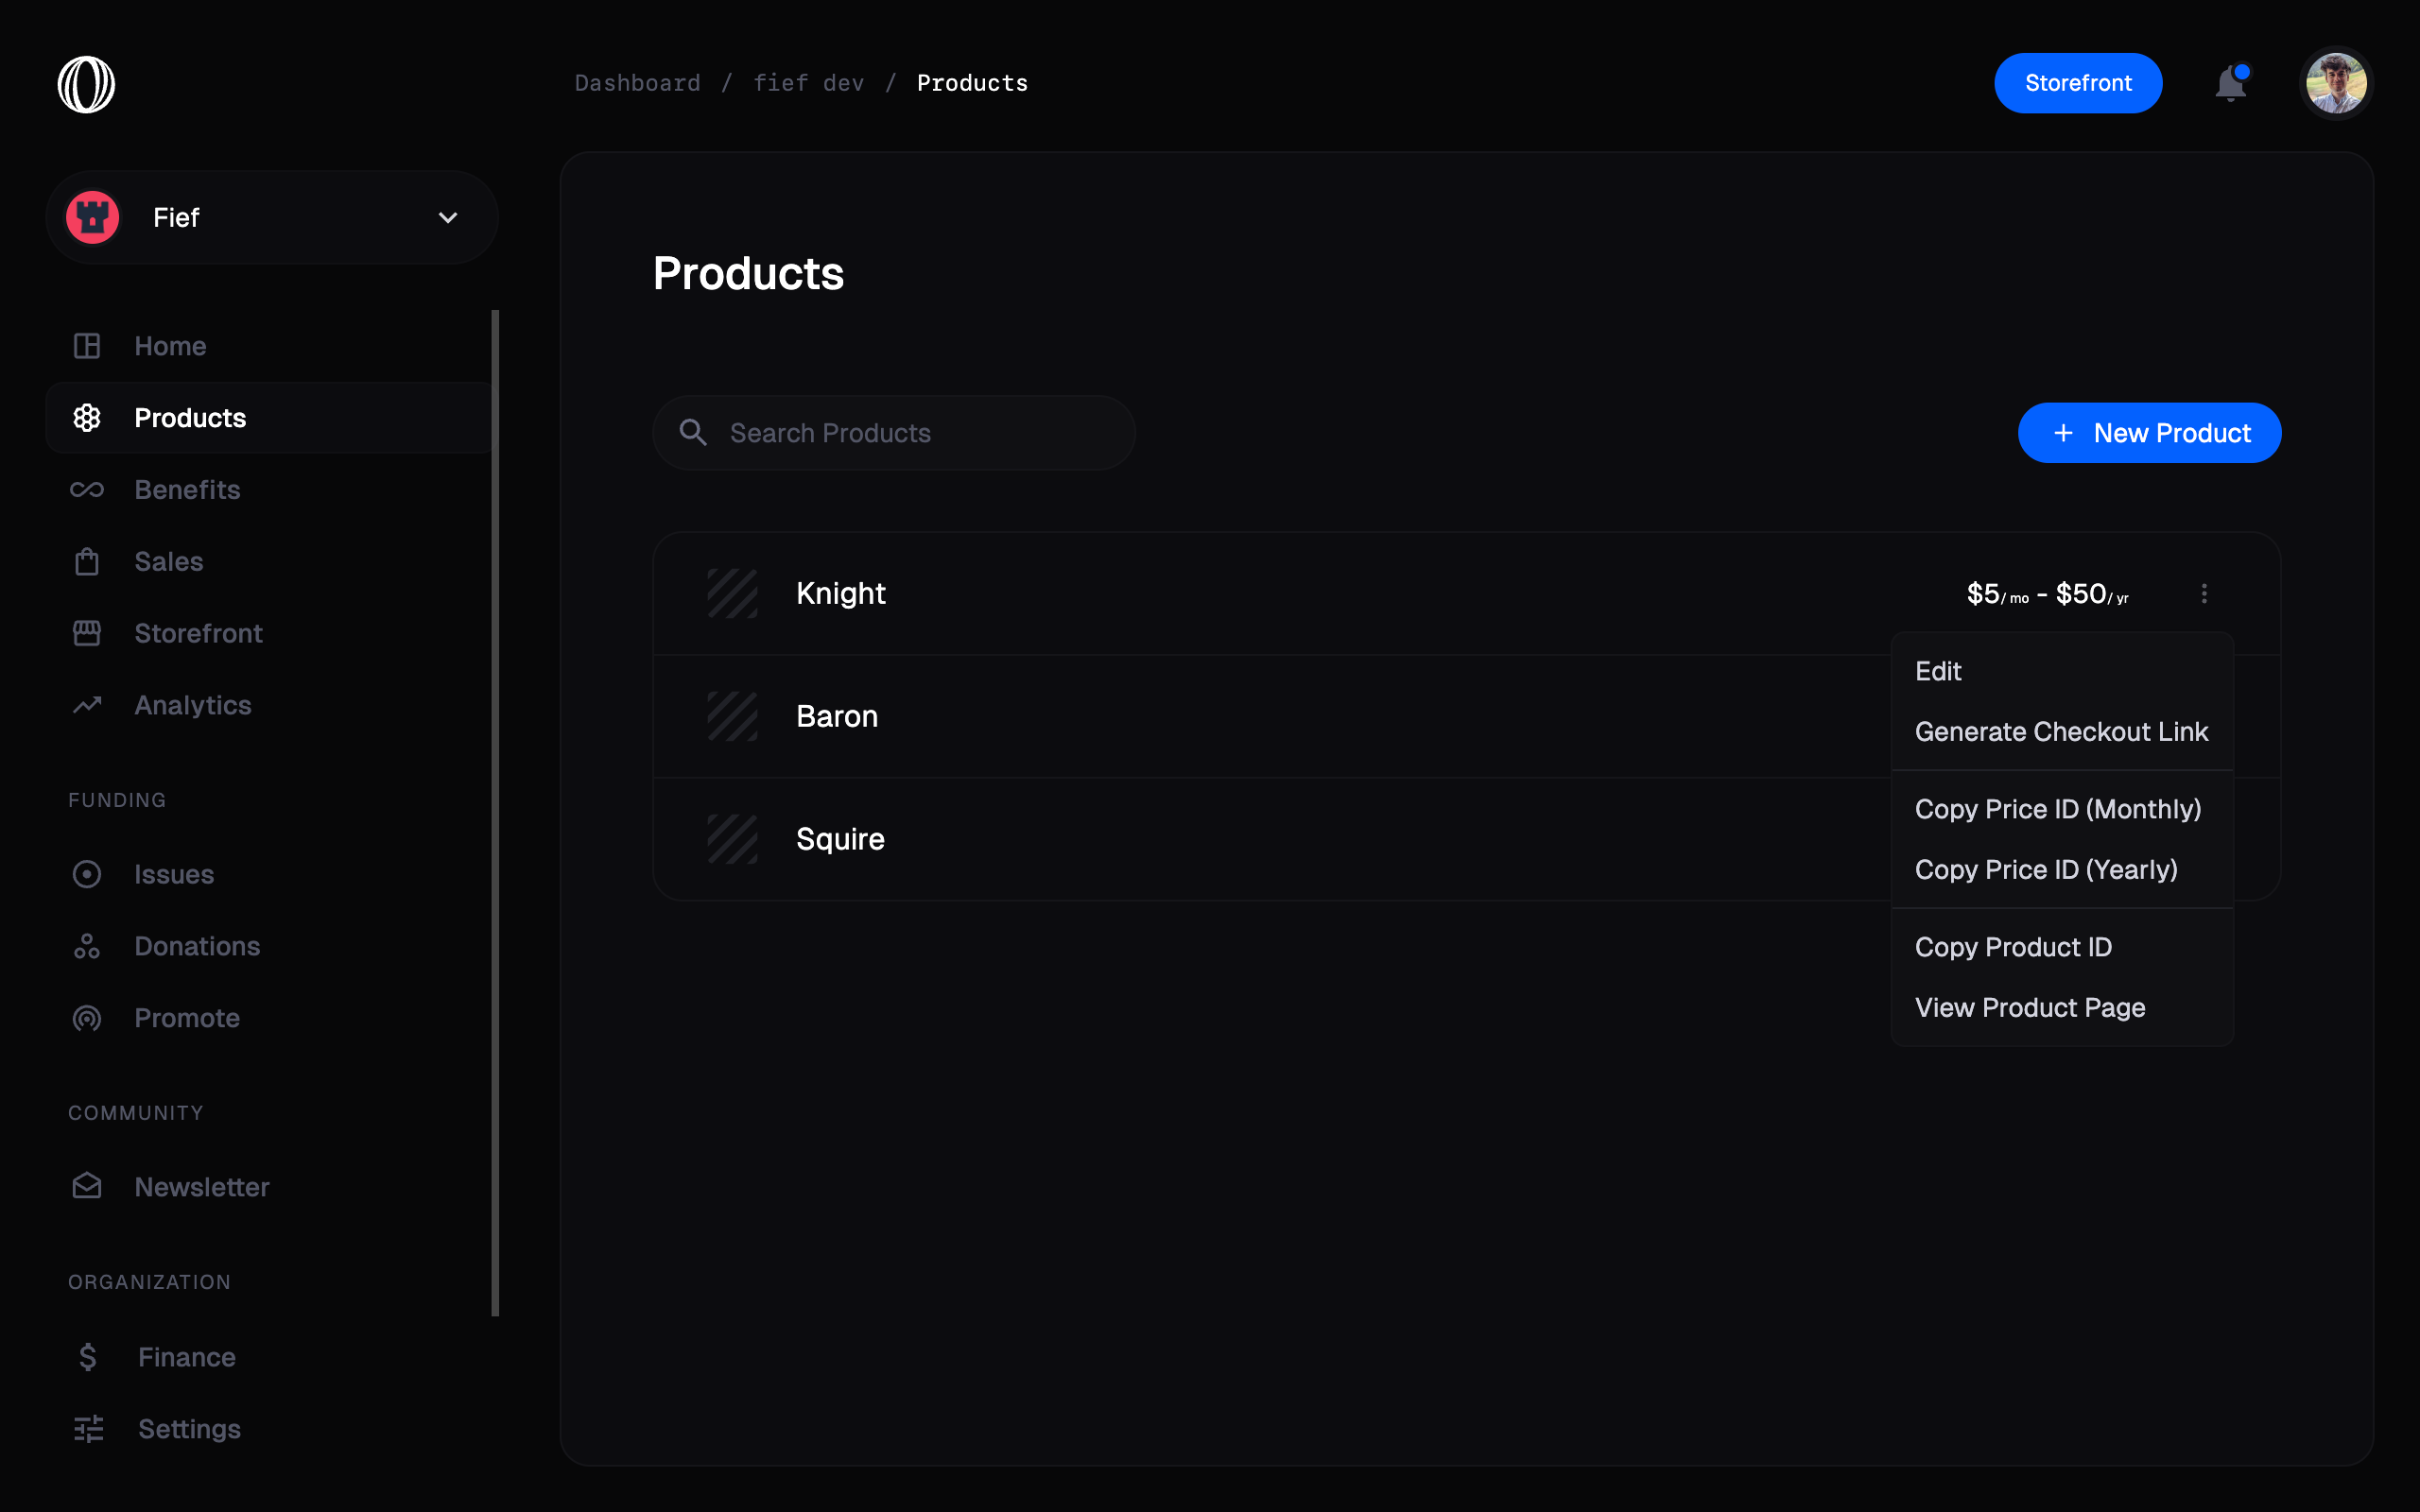 Dashboard / fief dev / Products
Storefront
Fief
Home
Products
Benefits
Sales
Storefront
Analytics
FUNDING
Issues
Donations
Promote
COMMUNITY
Newsletter
ORGANIZATION
Finance
Settings
Products
Search Products
+ New Product
Knight
$5/ mo - $50/ yr
Baron
Squire
Edit
Generate Checkout Link
Copy Price ID (Monthly)
Copy Price ID (Yearly)
Copy Product ID
View Product Page